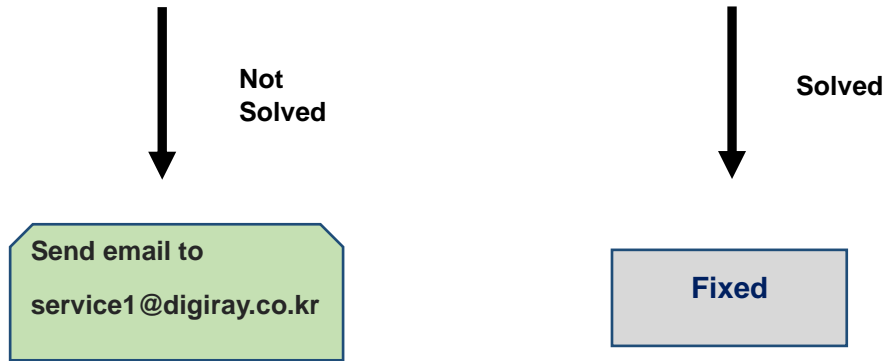 Not
Solved
Solved
Send email to
service1@digiray.co.kr
Fixed